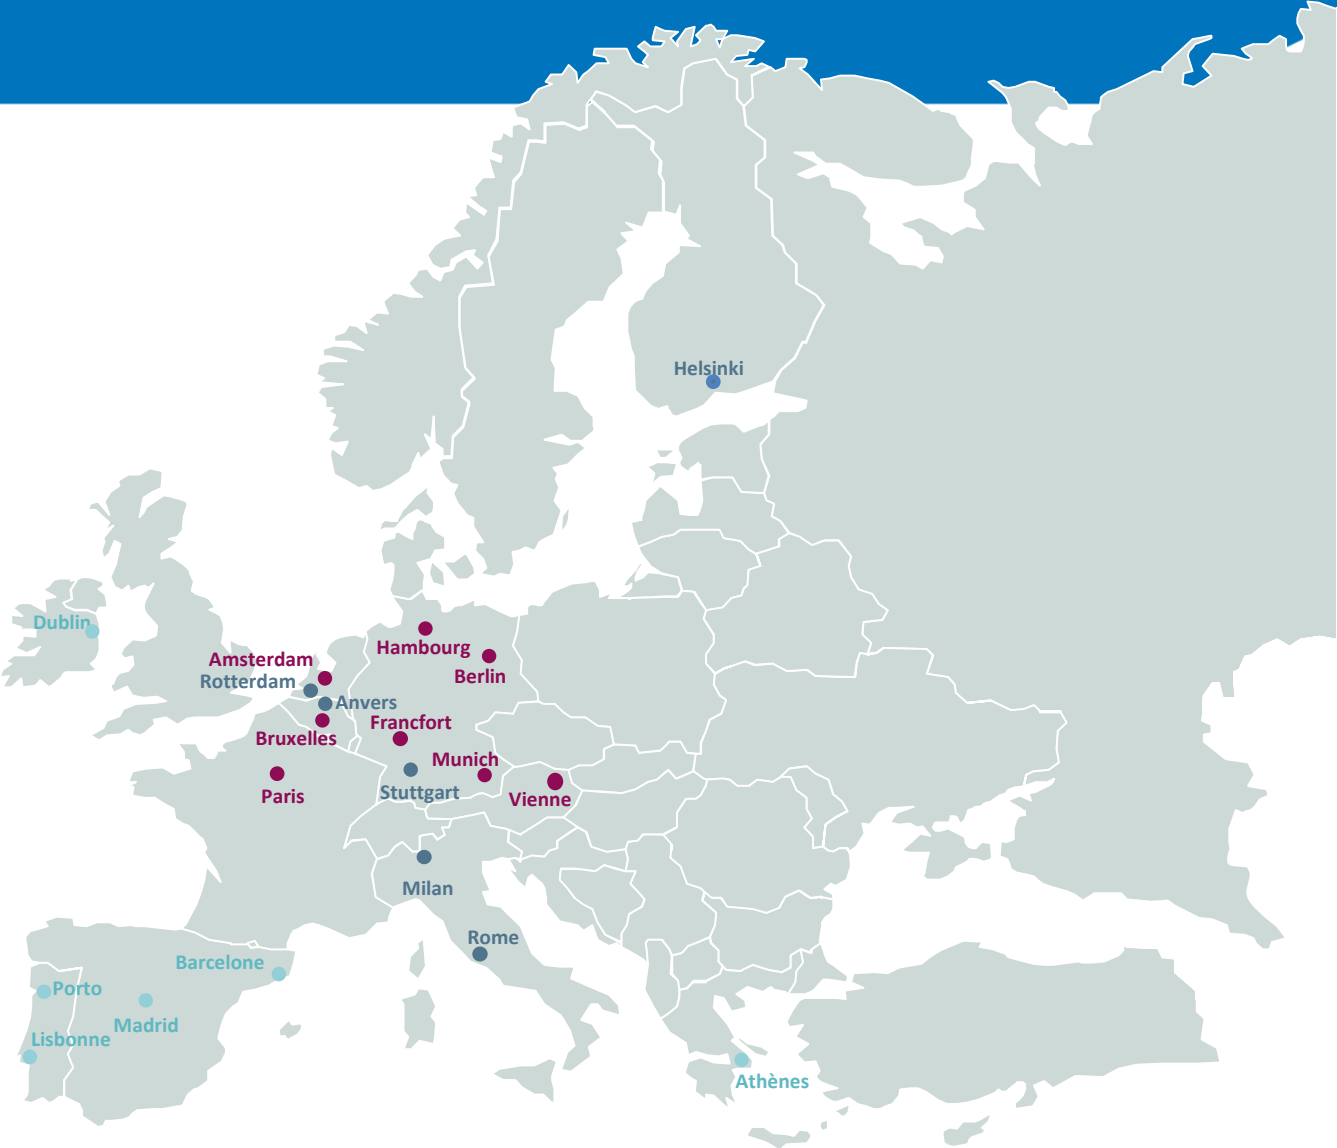 Helsinki
Dublin
Hambourg
Amsterdam
Berlin
Rotterdam
Anvers
Francfort
Bruxelles
Munich
Stuttgart
Paris
Vienne
Milan
Rome
Barcelone
Porto
Madrid
Lisbonne
Athènes